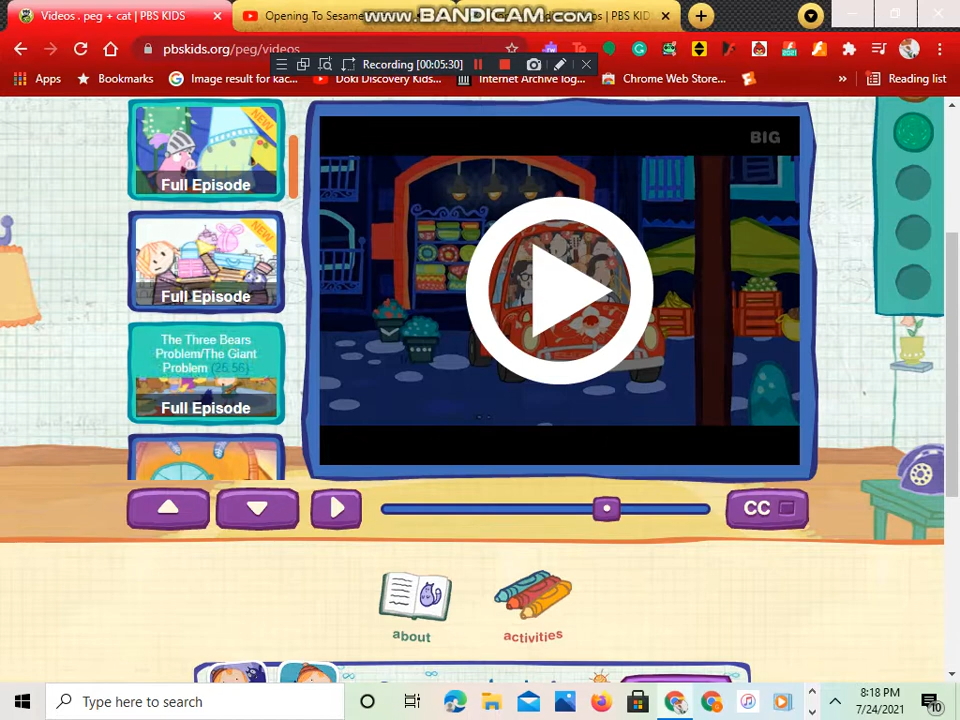 Videos . peg + cat | PBS KIDS
Opening To Sesame
www.BANDICAM.com
ps | PBS KID
pbskids.org/peg/videos
Recording [00:05:30]
Apps
Bookmarks
Image result for kac...
Doki Discovery Kids...
Internet Archive log...
Chrome Web Store...
Reading list
NEW
Full Episode
NEW
Full Episode
The Three Bears
Problem/The Giant
Problem (25:56)
Full Episode
BIG
CC
about
activities
Type here to search
8:18 PM
7/24/2021
10